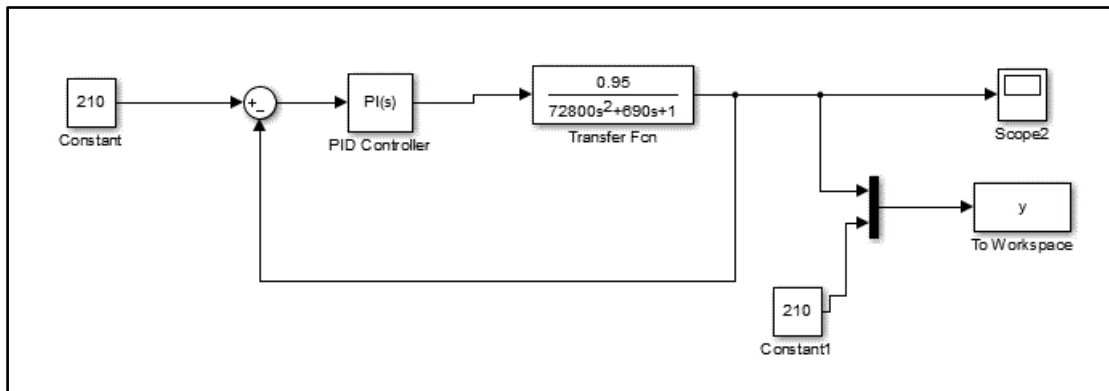 210
Constant
+
−
PI(s)
PID Controller
0.95
72800s²+690s+1
Transfer Fcn
Scope2
y
To Workspace
210
Constant1